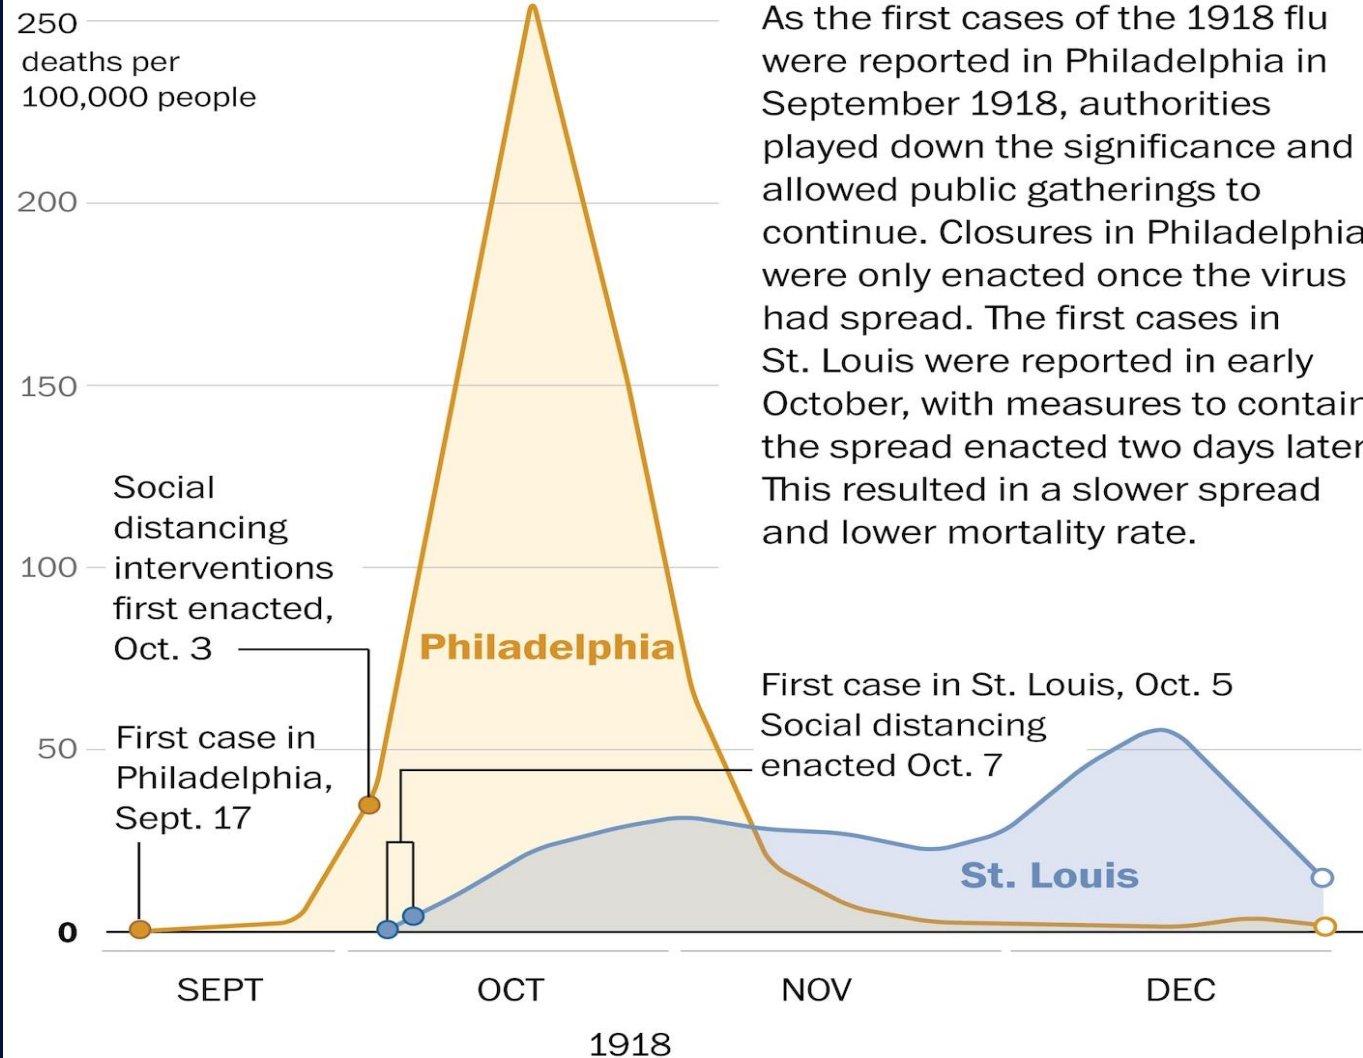 250
deaths per
100,000 people
200
150
100
50
0
As the first cases of the 1918 flu
were reported in Philadelphia in
September 1918, authorities
played down the significance and
allowed public gatherings to
continue. Closures in Philadelphia
were only enacted once the virus
had spread. The first cases in
St. Louis were reported in early
October, with measures to contain
the spread enacted two days later
This resulted in a slower spread
and lower mortality rate.
Social
distancing
interventions
first enacted,
Oct. 3
First case in
Philadelphia,
Sept. 17
Philadelphia
First case in St. Louis, Oct. 5
Social distancing
enacted Oct. 7
St. Louis
SEPT
OCT
NOV
DEC
1918